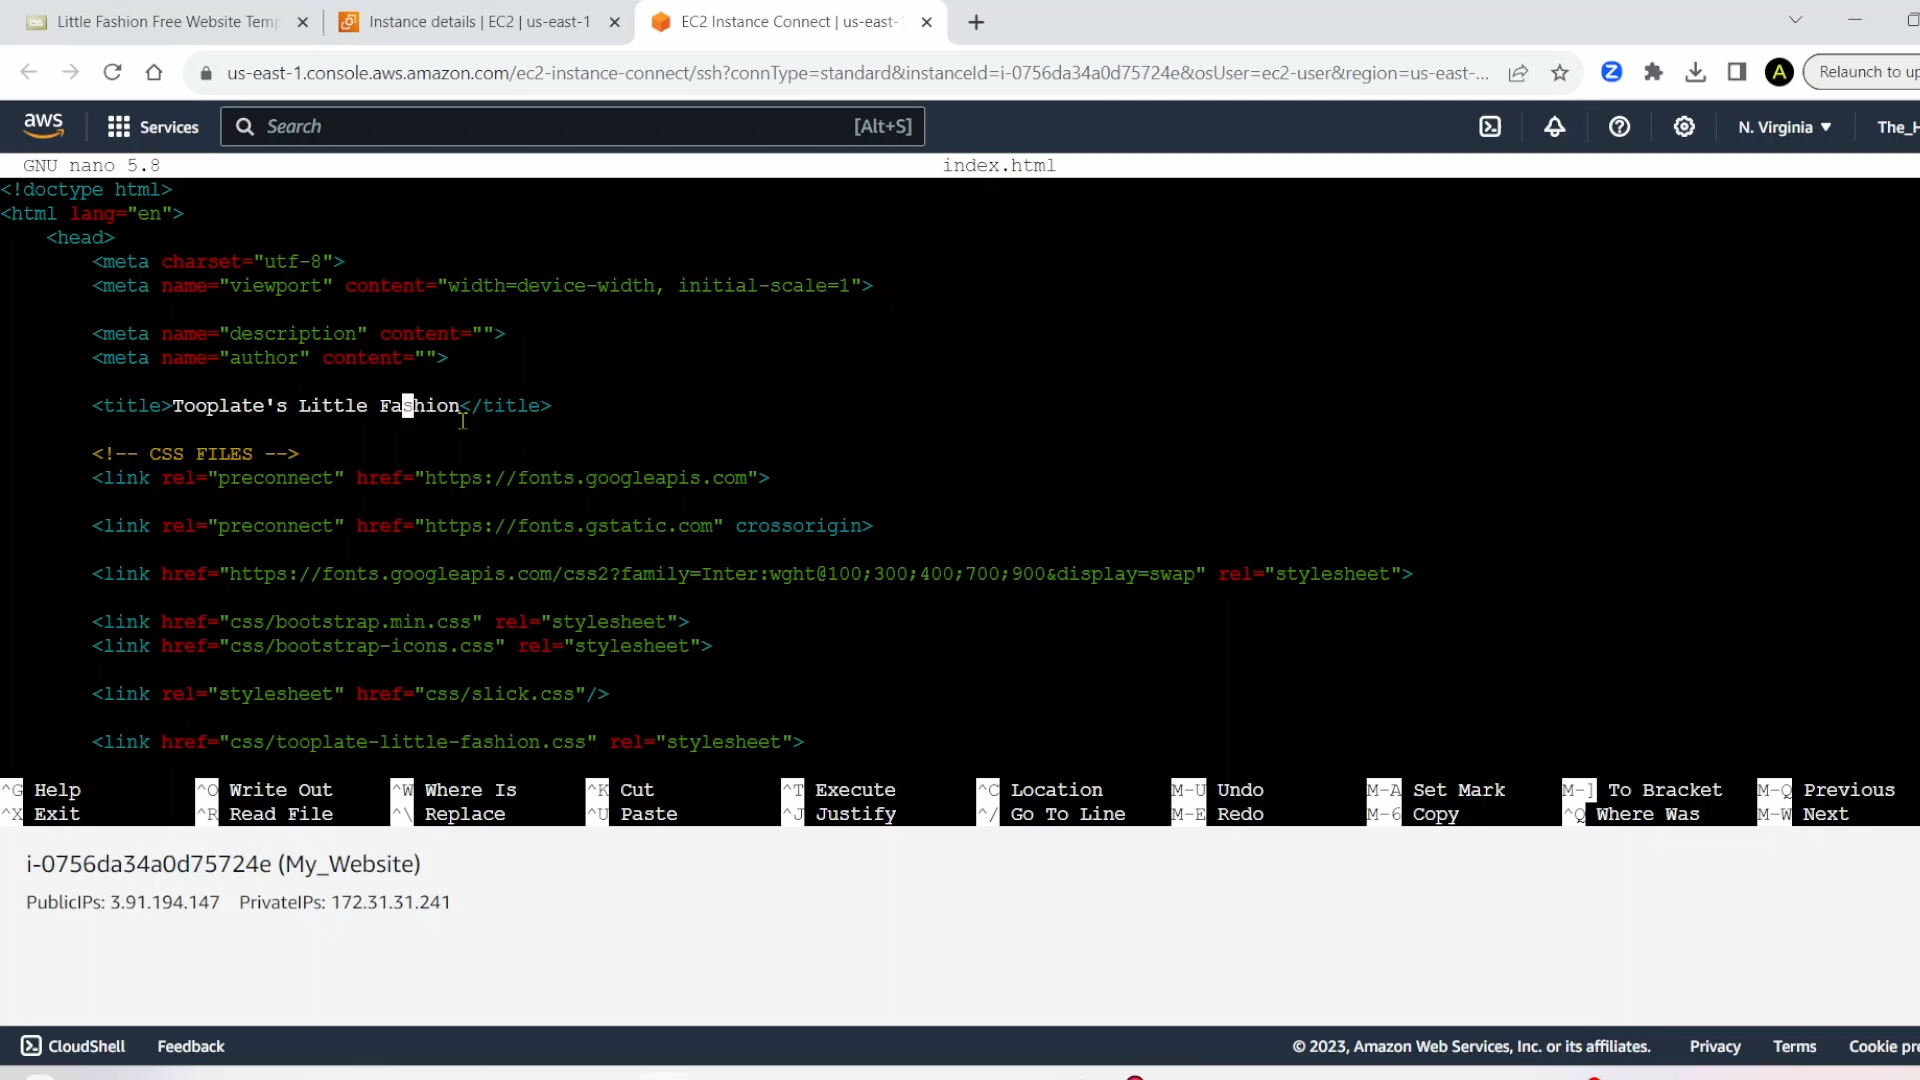 Little Fashion Free Website Temp
Instance details | EC2 | us-east-1
EC2 Instance Connect | us-east-
us-east-1.console.aws.amazon.com/ec2-instance-connect/ssh?connType=standard&instanceId=i-0756da34a0d75724e&osUser=ec2-user&region=us-east-...
Z
A
Relaunch to up
aws
Services
Search
[Alt+S]
N. Virginia
The_H
GNU nano 5.8
index.html
<!doctype html>
<html lang="en">
<head>
<meta charset="utf-8">
<meta name="viewport" content="width=device-width, initial-scale=1">
<meta name="description" content="">
<meta name="author" content="">
<title>Tooplate's Little Fashion</title>
<!-- CSS FILES -->
<link rel="preconnect" href="https://fonts.googleapis.com">
<link rel="preconnect" href="https://fonts.gstatic.com" crossorigin>
<link href="https://fonts.googleapis.com/css2?family=Inter:wght@100;300;400;700;900&display=swap" rel="stylesheet">
<link href="css/bootstrap.min.css" rel="stylesheet">
<link href="css/bootstrap-icons.css" rel="stylesheet">
<link rel="stylesheet" href="css/slick.css"/>
<link href="css/tooplate-little-fashion.css" rel="stylesheet">
^G Help ^O Write Out ^W Where Is ^K Cut ^T Execute ^C Location M-U Undo M-A Set Mark M-] To Bracket M-Q Previous
^X Exit ^R Read File ^\ Replace ^U Paste ^J Justify ^/ Go To Line M-E Redo M-6 Copy ^Q Where Was M-W Next
i-0756da34a0d75724e (My_Website)
PublicIPs: 3.91.194.147 PrivateIPs: 172.31.31.241
CloudShell
Feedback
© 2023, Amazon Web Services, Inc. or its affiliates.
Privacy
Terms
Cookie pre